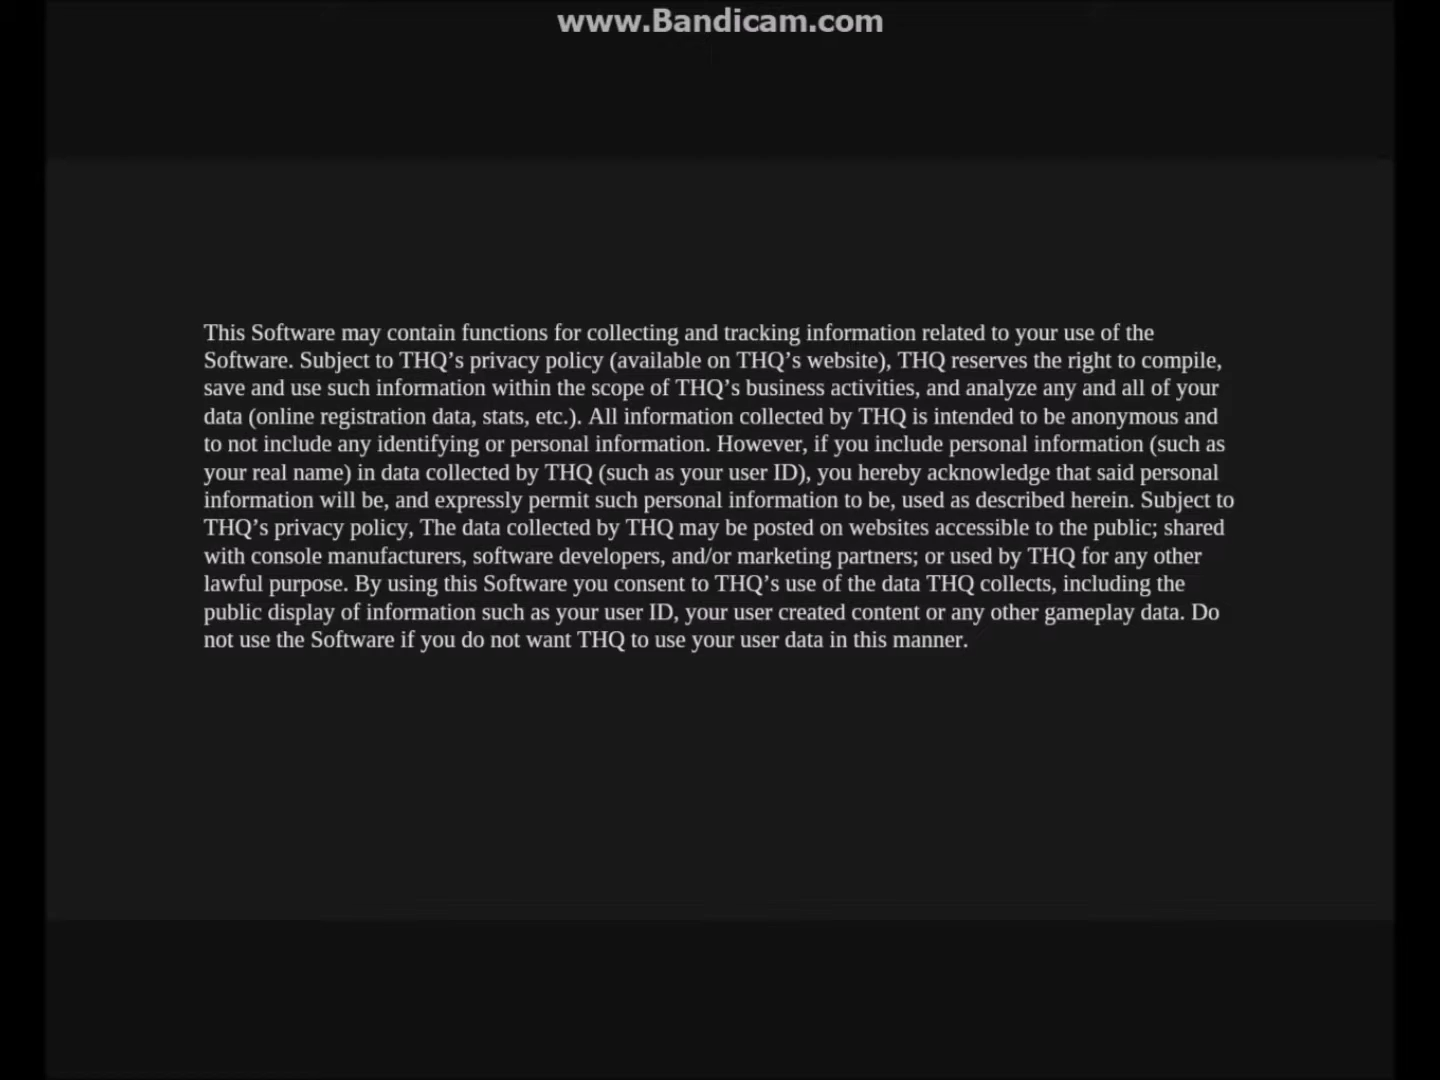 www.Bandicam.com
This Software may contain functions for collecting and tracking information related to your use of the
Software. Subject to THQ’s privacy policy (available on THQ’s website), THQ reserves the right to compile,
save and use such information within the scope of THQ’s business activities, and analyze any and all of your
data (online registration data, stats, etc.). All information collected by THQ is intended to be anonymous and
to not include any identifying or personal information. However, if you include personal information (such as
your real name) in data collected by THQ (such as your user ID), you hereby acknowledge that said personal
information will be, and expressly permit such personal information to be, used as described herein. Subject to
THQ’s privacy policy, The data collected by THQ may be posted on websites accessible to the public; shared
with console manufacturers, software developers, and/or marketing partners; or used by THQ for any other
lawful purpose. By using this Software you consent to THQ’s use of the data THQ collects, including the
public display of information such as your user ID, your user created content or any other gameplay data. Do
not use the Software if you do not want THQ to use your user data in this manner.